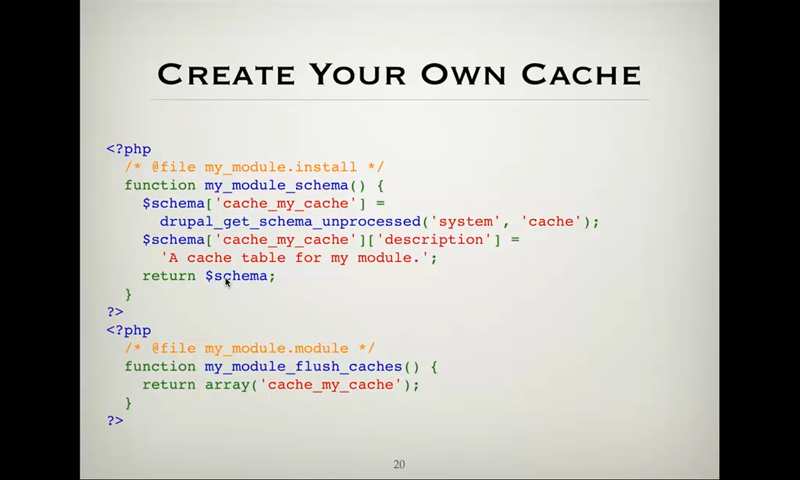 CREATE YOUR OWN CACHE
<?php
/* @file my_module.install */
function my_module_schema() {
$schema['cache_my_cache'] =
drupal_get_schema_unprocessed('system', 'cache');
$schema['cache_my_cache']['description'] =
'A cache table for my module.';
return $schema;
}
?>
<?php
/* @file my_module.module */
function my_module_flush_caches() {
return array('cache_my_cache');
}
?>
20